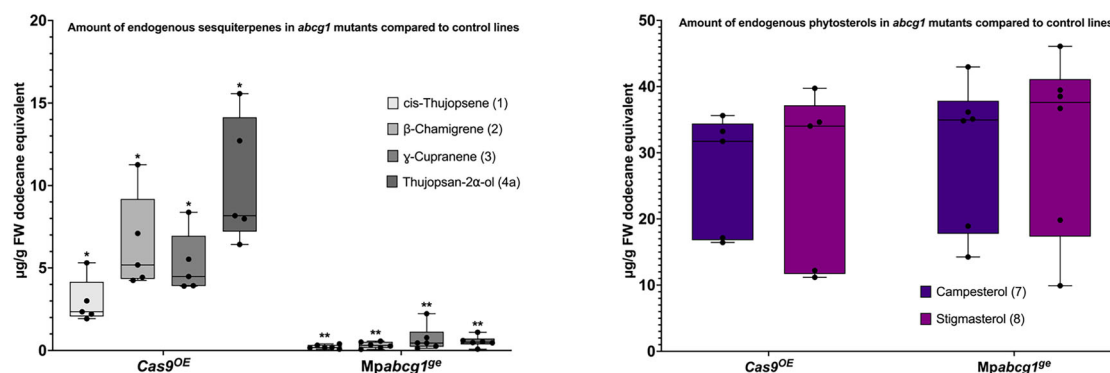 Amount of endogenous sesquiterpenes in abcg1 mutants compared to control lines
µg/g FW dodecane equivalent
20
15
10
5
0
* * * *
** ** ** **
cis-Thujopsene (1)
β-Chamigrene (2)
ɣ-Cupranene (3)
Thujopsan-2α-ol (4a)
Cas9OE
Mpabcg1ge
Amount of endogenous phytosterols in abcg1 mutants compared to control lines
µg/g FW dodecane equivalent
50
40
30
20
10
0
Campesterol (7)
Stigmasterol (8)
Cas9OE
Mpabcg1ge